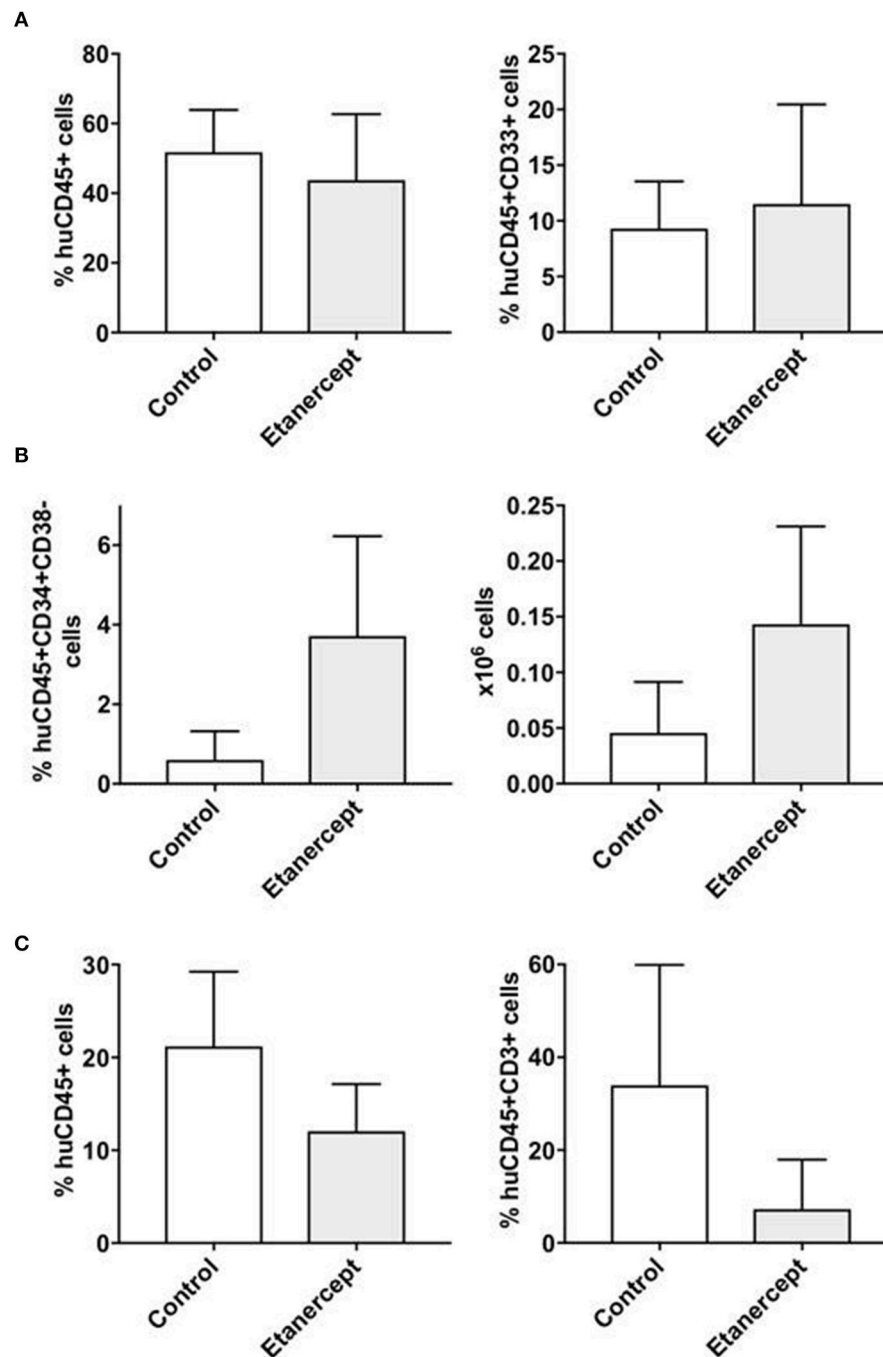 A
% huCD45+ cells
80
60
40
20
0
Control
Etanercept
% huCD45+CD33+ cells
25
20
15
10
5
0
Control
Etanercept
B
% huCD45+CD34+CD38-
cells
6
4
2
0
Control
Etanercept
x10⁶ cells
0.25
0.20
0.15
0.10
0.05
0.00
Control
Etanercept
C
% huCD45+ cells
30
20
10
0
Control
Etanercept
% huCD45+CD3+ cells
60
40
20
0
Control
Etanercept